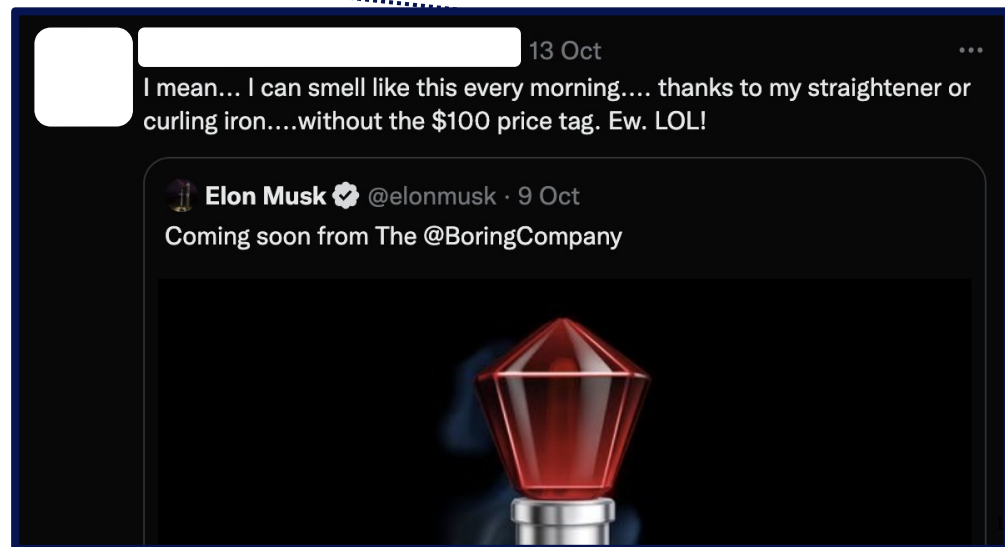 13 Oct
I mean... I can smell like this every morning.... thanks to my straightener or
curling iron....without the $100 price tag. Ew. LOL!
Elon Musk @elonmusk · 9 Oct
Coming soon from The @BoringCompany